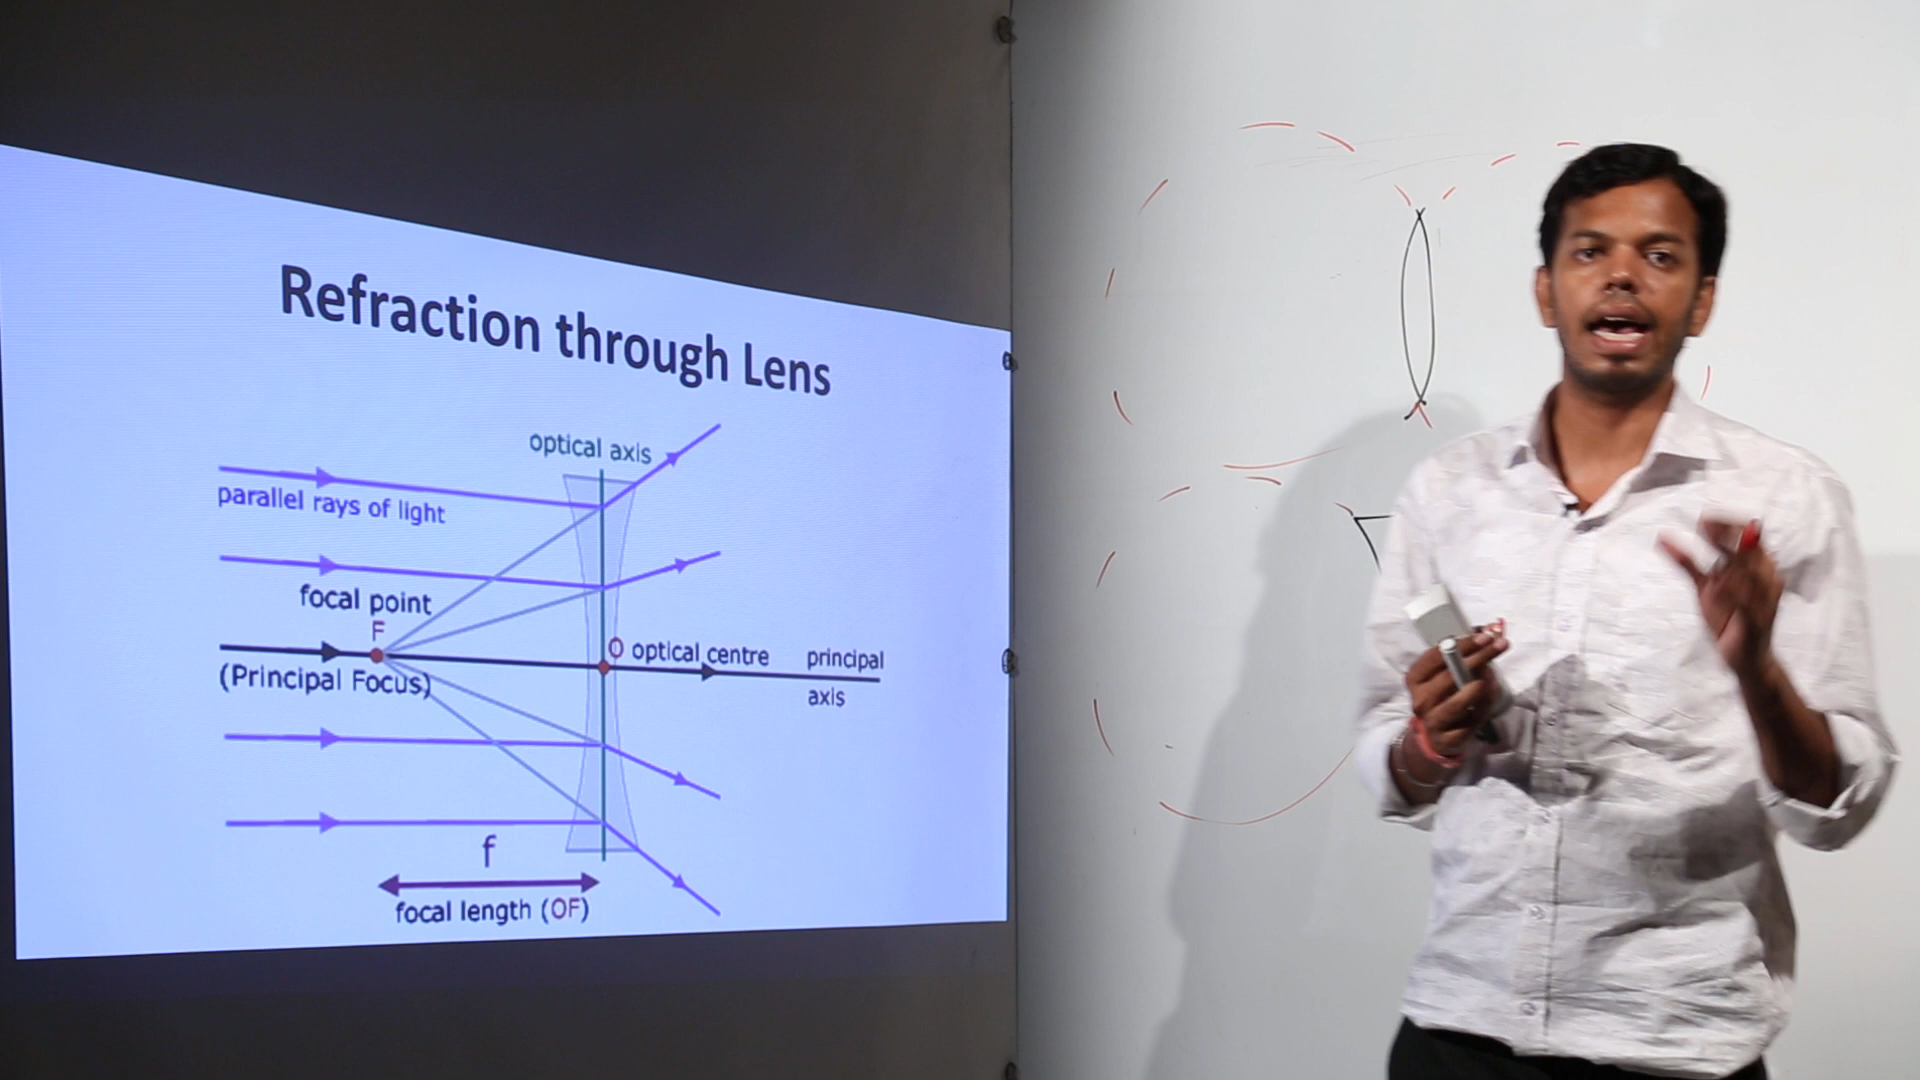 Refraction through Lens
optical axis
parallel rays of light
focal point
F
O optical centre
principal
axis
(Principal Focus)
f
focal length (OF)